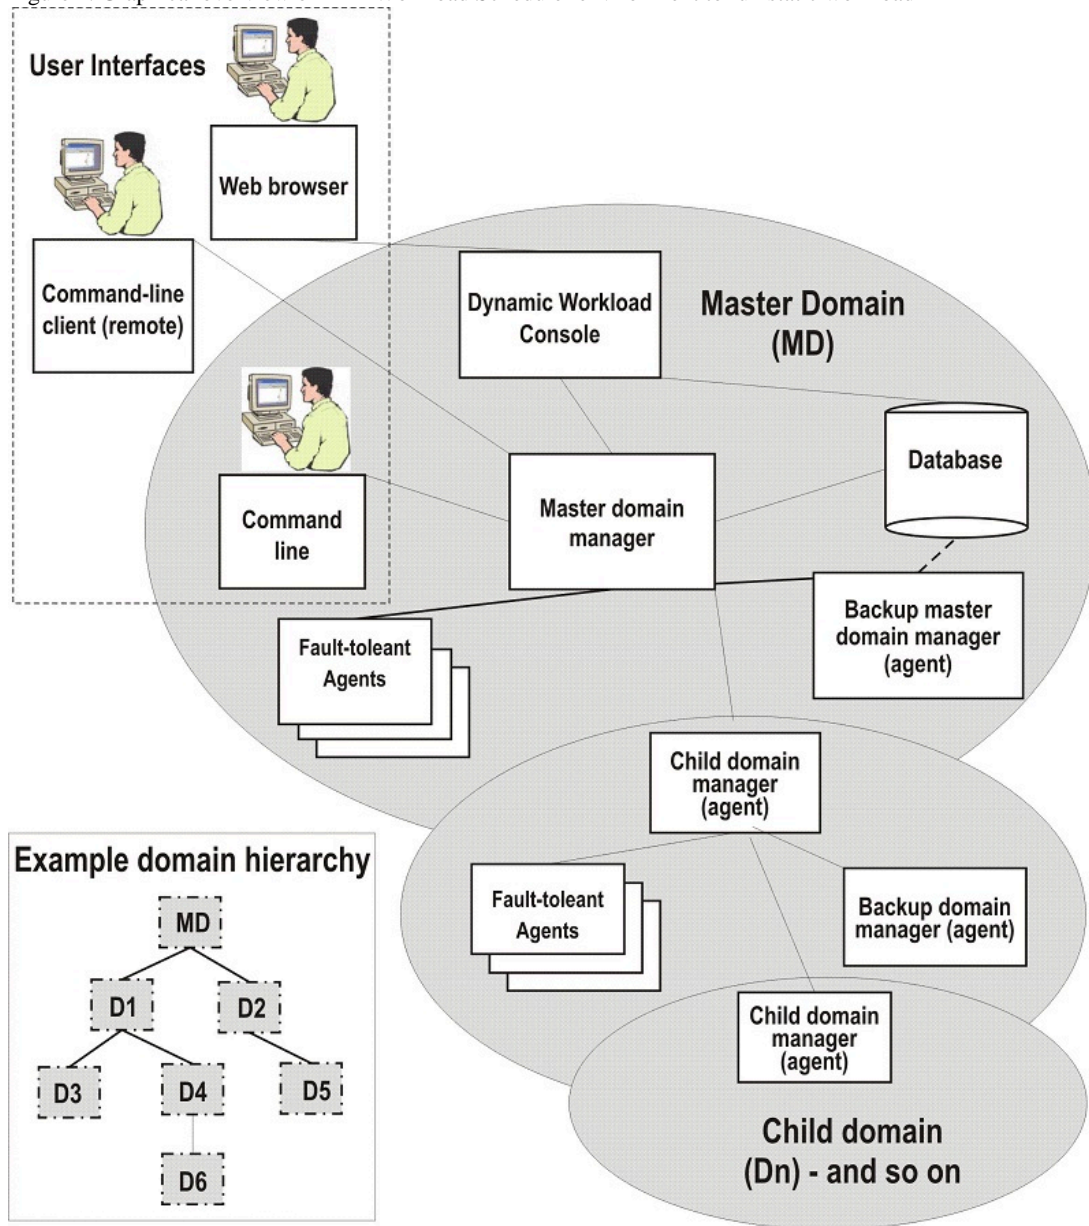 User Interfaces
Web browser
Command-line
client (remote)
Dynamic Workload
Console
Master Domain
(MD)
Command
line
Master domain
manager
Database
Fault-toleant
Agents
Backup master
domain manager
(agent)
Child domain
manager
(agent)
Fault-toleant
Agents
Backup domain
manager (agent)
Child domain
manager
(agent)
Child domain
(Dn) - and so on
Example domain hierarchy
MD
D1
D2
D3
D4
D5
D6